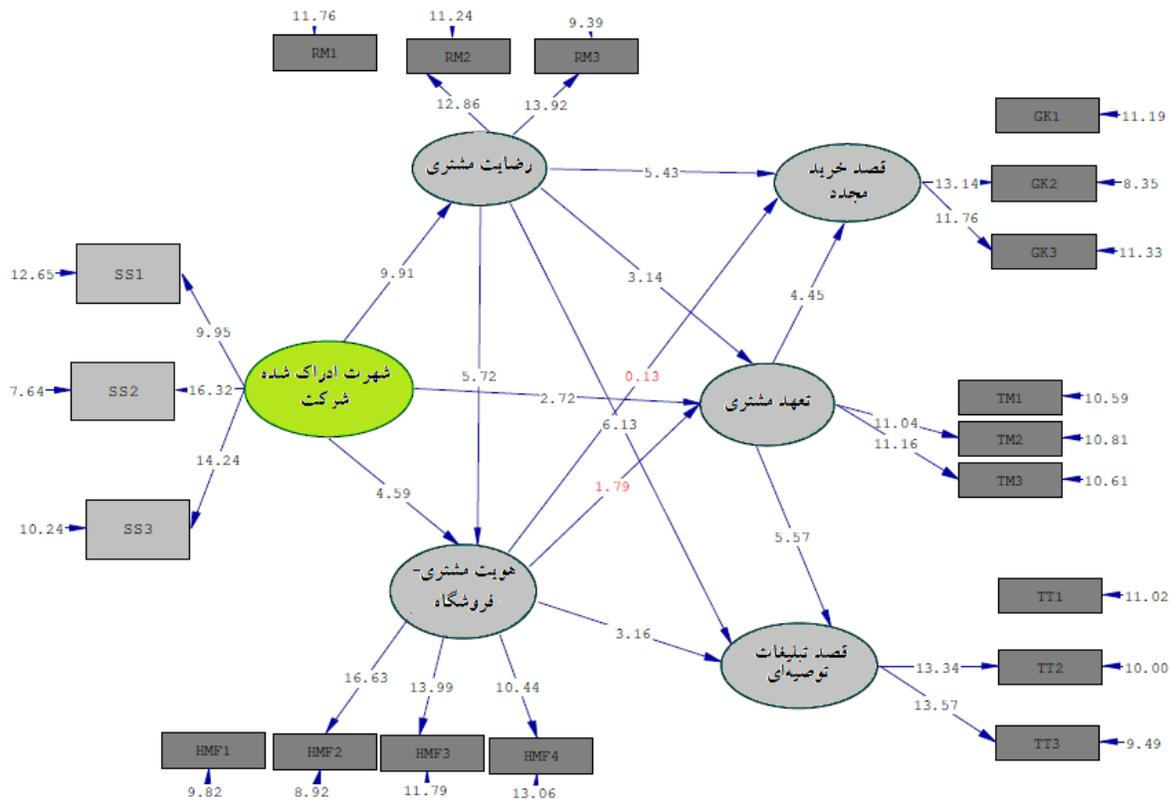 11.76
11.24
9.39
RM1
RM2
RM3
12.86
13.92
رضایت مشتری
قصد خرید
مجدد
5.43
GK1
11.19
13.14
GK2
8.35
11.76
GK3
11.33
12.65
SS1
9.95
9.91
3.14
4.45
7.64
SS2
16.32
شهرت ادراک شده
شرکت
5.72
0.13
2.72
6.13
تعهد مشتری
TM1
10.59
11.04
TM2
10.81
11.16
TM3
10.61
14.24
10.24
SS3
4.59
1.79
5.57
هویت مشتری-
فروشگاه
3.16
قصد تبلیغات
توصیه‌ای
TT1
11.02
13.34
TT2
10.00
13.57
TT3
9.49
16.63
13.99
10.44
HMF1
HMF2
HMF3
HMF4
9.82
8.92
11.79
13.06